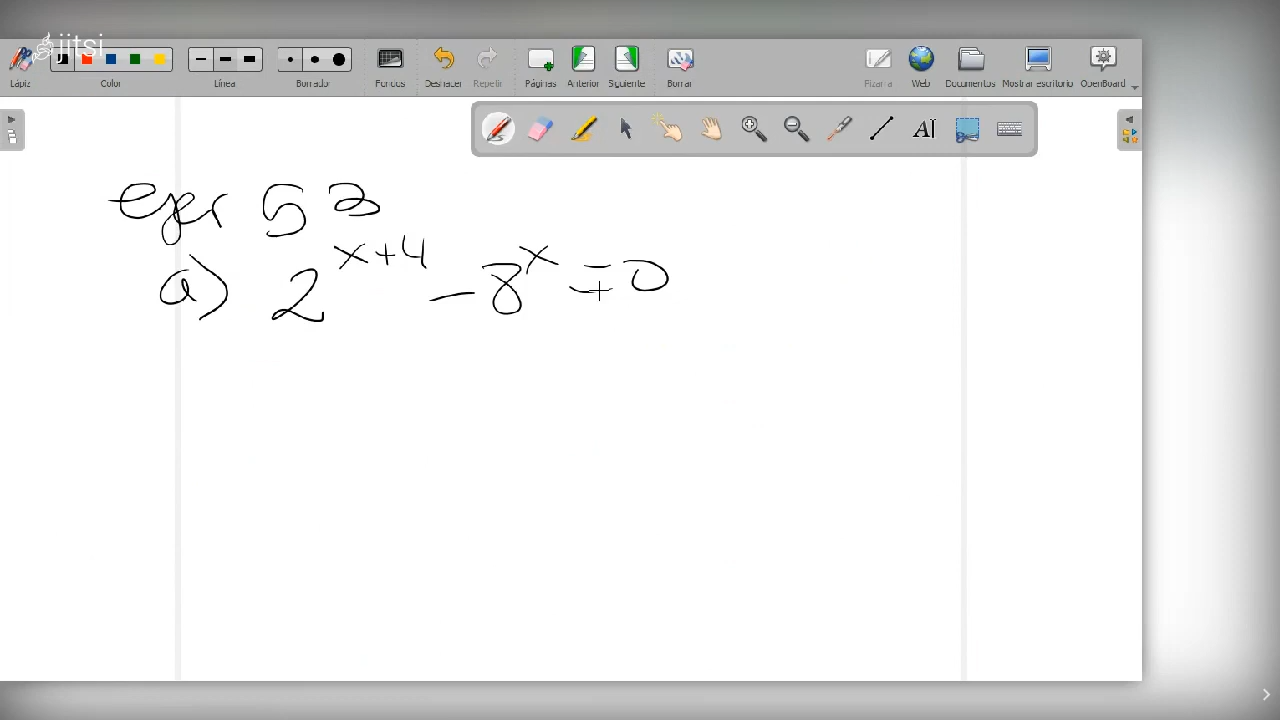 jitsi
Lápiz Color Línea Borrador Fondos Deshacer Repetir Páginas Anterior Siguiente Borrar Pizarra Web Documentos Mostrar escritorio OpenBoard
A
ejer 53
a) 2^{x+4} - 8^x = 0